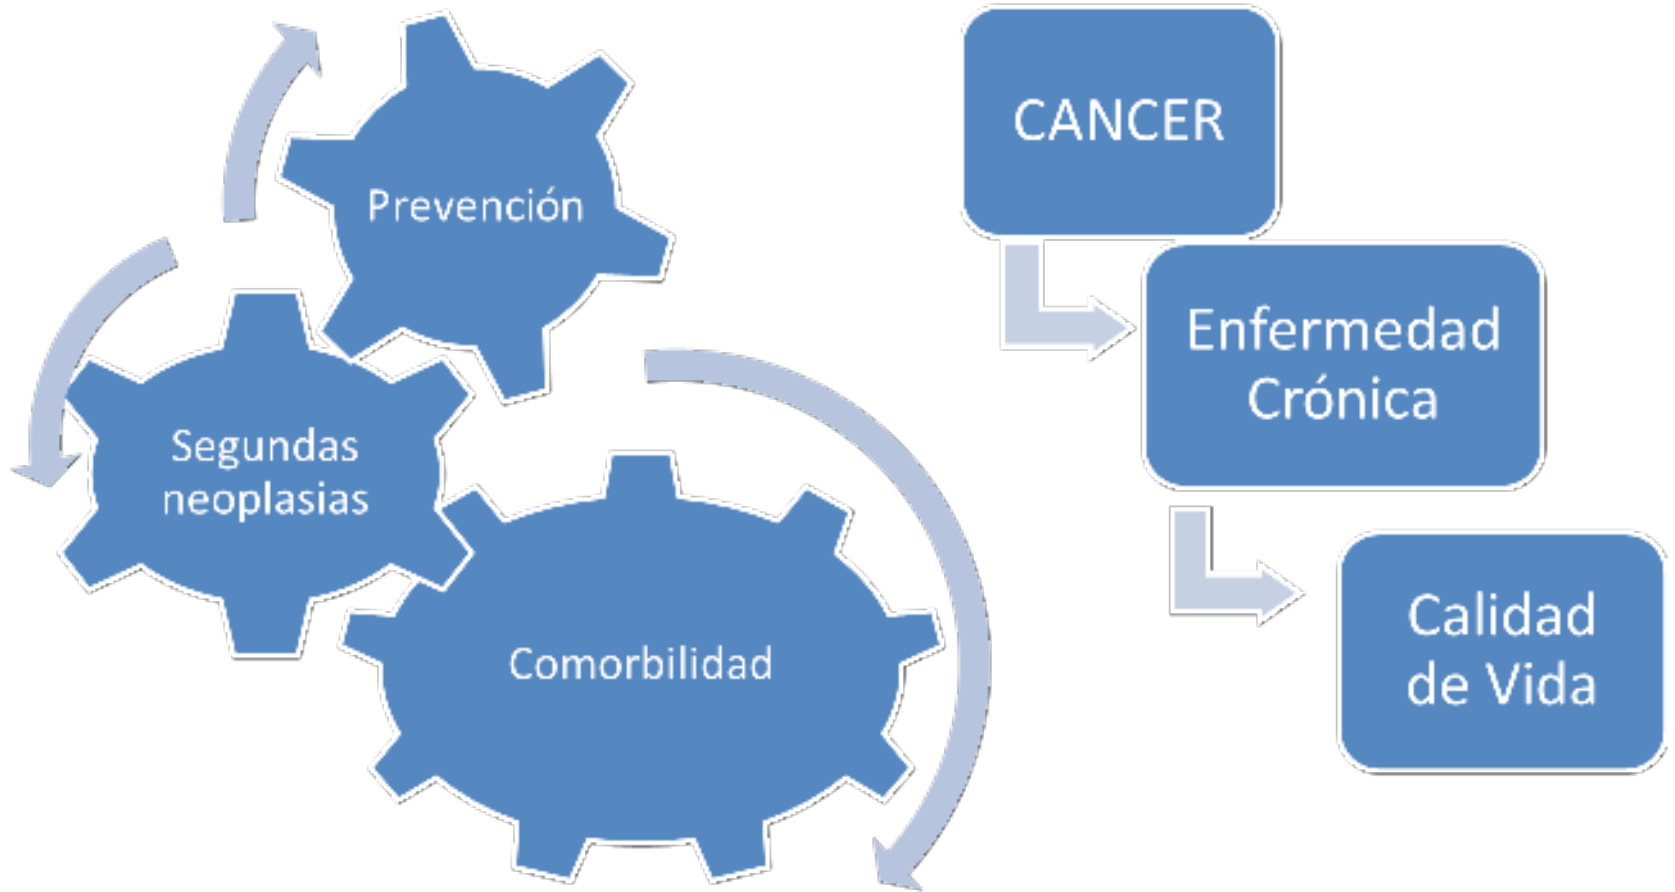 Prevención
Segundas
neoplasias
Comorbilidad
CANCER
Enfermedad
Crónica
Calidad
de Vida